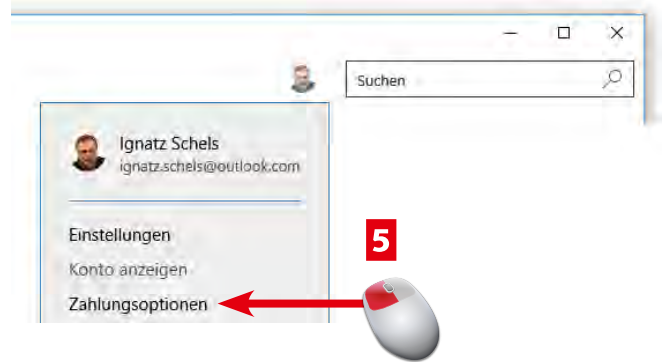 Suchen
Ignatz Schels
ignatz.schels@outlook.com
Einstellungen
5
Konto anzeigen
Zahlungsoptionen